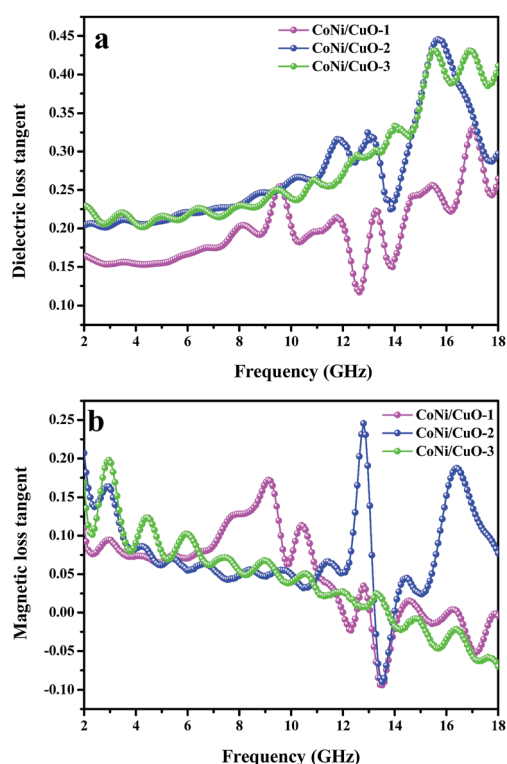 a
CoNi/CuO-1
CoNi/CuO-2
CoNi/CuO-3
Dielectric loss tangent
0.45
0.40
0.35
0.30
0.25
0.20
0.15
0.10
2 4 6 8 10 12 14 16 18
Frequency (GHz)
b
CoNi/CuO-1
CoNi/CuO-2
CoNi/CuO-3
Magnetic loss tangent
0.25
0.20
0.15
0.10
0.05
0.00
-0.05
-0.10
2 4 6 8 10 12 14 16 18
Frequency (GHz)